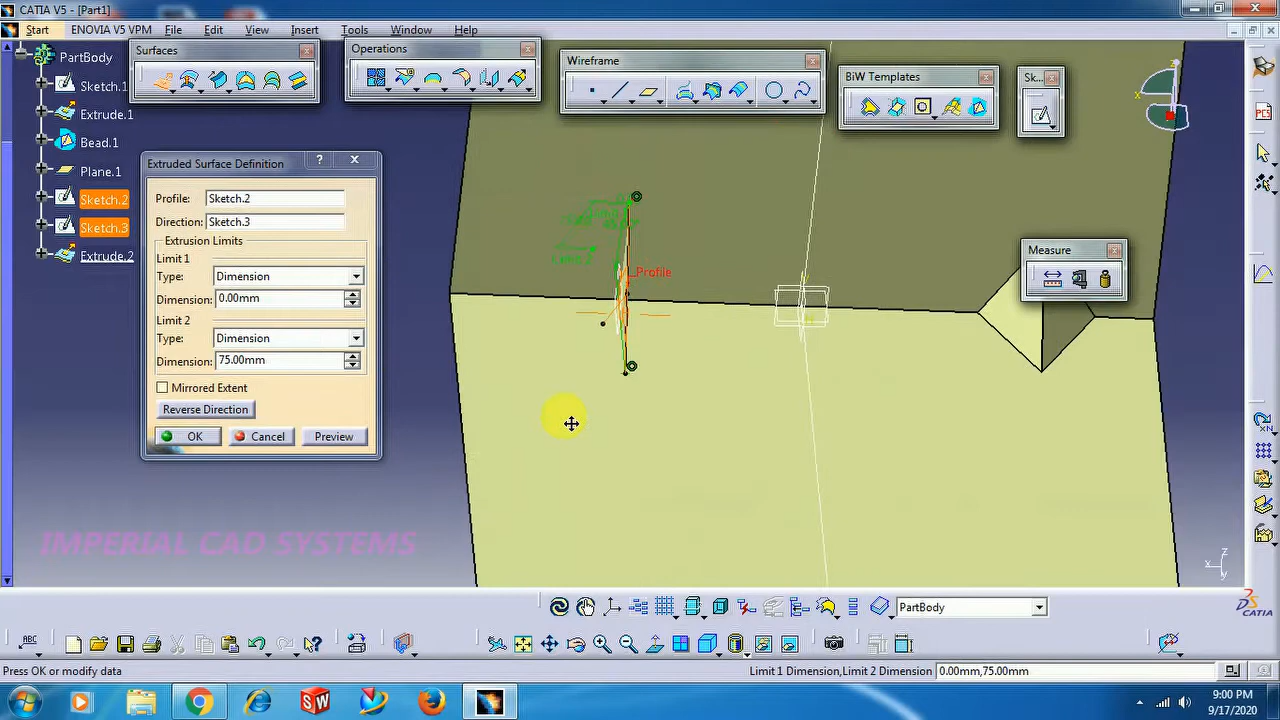 CATIA V5 - [Part1]
Start ENOVIA V5 VPM File Edit View Insert Tools Window Help
PartBody
Sketch.1
Extrude.1
Bead.1
Plane.1
Sketch.2
Sketch.3
Extrude.2
Surfaces
Operations
Wireframe
BiW Templates
Sk...
Measure
Extruded Surface Definition
Profile: Sketch.2
Direction: Sketch.3
Extrusion Limits
Limit 1
Type: Dimension
Dimension: 0.00mm
Limit 2
Type: Dimension
Dimension: 75.00mm
Mirrored Extent
Reverse Direction
OK Cancel Preview
Profile
Limit 2
IMPERIAL CAD SYSTEMS
PartBody
Press OK or modify data
Limit 1 Dimension,Limit 2 Dimension 0.00mm,75.00mm
9:00 PM
9/17/2020